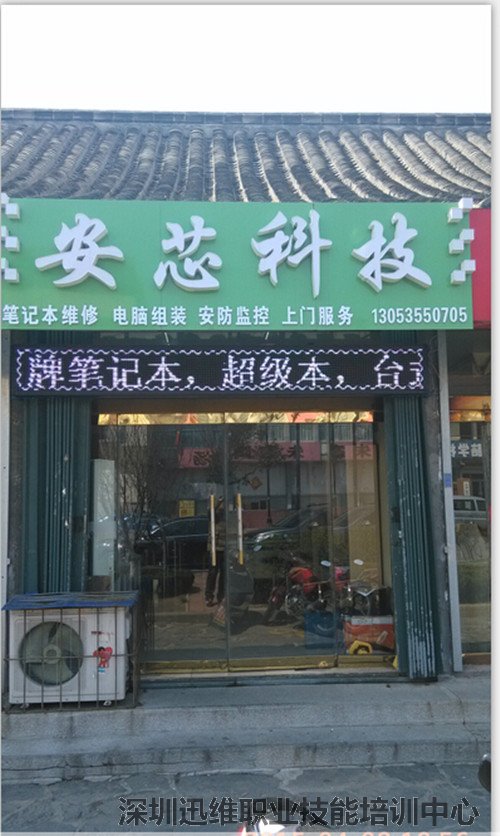 安芯科技
笔记本维修 电脑组装 安防监控 上门服务 13053550705
牌笔记本，超级本，台式
深圳迅维职业技能培训中心